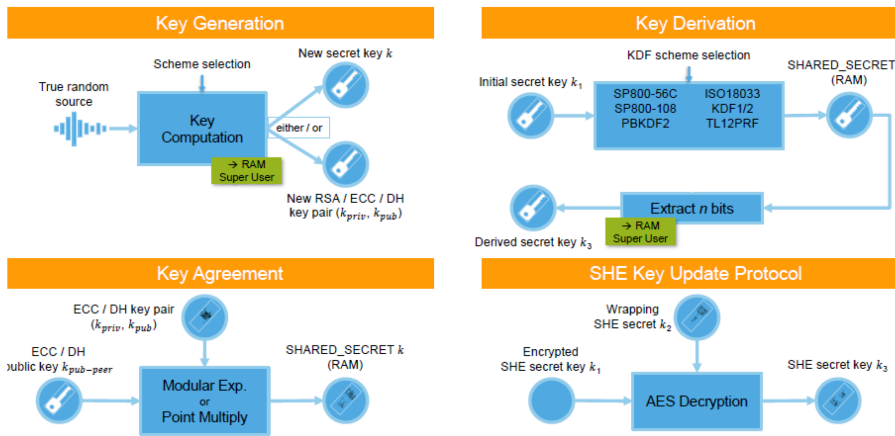 Key Generation
Scheme selection
True random
source
New secret key k
Key
Computation
either / or
→ RAM
Super User
New RSA / ECC / DH
key pair (k_priv, k_pub)
Key Derivation
KDF scheme selection
SHARED_SECRET
(RAM)
Initial secret key k_1
SP800-56C ISO18033
SP800-108 KDF1/2
PBKDF2 TL12PRF
Extract n bits
→ RAM
Super User
Derived secret key k_3
Key Agreement
ECC / DH key pair
(k_priv, k_pub)
ECC / DH
public key k_pub-peer
SHARED_SECRET k
(RAM)
Modular Exp.
or
Point Multiply
SHE Key Update Protocol
Wrapping
SHE secret k_2
Encrypted
SHE secret key k_1
SHE secret key k_3
AES Decryption